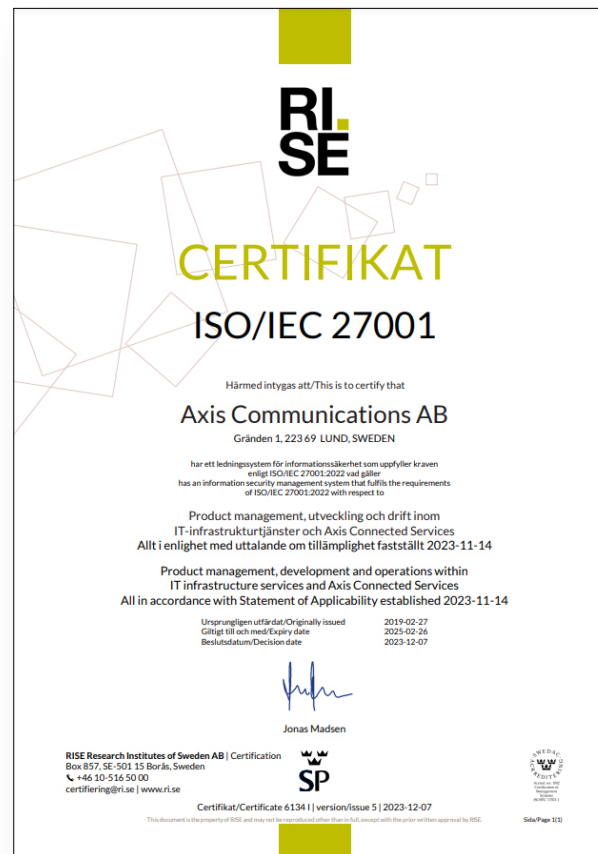 RI.
SE
CERTIFIKAT
ISO/IEC 27001
Härmed intygas att/This is to certify that
Axis Communications AB
Gränden 1, 223 69 LUND, SWEDEN
har ett ledningssystem för informationssäkerhet som uppfyller kraven
enligt ISO/IEC 27001:2022 vad gäller
has an information security management system that fulfils the requirements
of ISO/IEC 27001:2022 with respect to
Product management, utveckling och drift inom
IT-infrastrukturtjänster och Axis Connected Services
Allt i enlighet med uttalande om tillämplighet fastställt 2023-11-14
Product management, development and operations within
IT infrastructure services and Axis Connected Services
All in accordance with Statement of Applicability established 2023-11-14
Ursprungligen utfärdat/Originally issued 2019-02-27
Giltigt till och med/Expiry date 2025-02-26
Beslutsdatum/Decision date 2023-12-07
Jonas Madsen
RISE Research Institutes of Sweden AB | Certification
Box 857, SE-501 15 Borås, Sweden
+46 10-516 50 00
certifiering@ri.se | www.ri.se
SP
SWEDAC
ACKREDITERING
Certification of
Management
Systems
Certifikat/Certificate 6134 I | version/issue 5 | 2023-12-07
This document is the property of RISE and may not be reproduced other than in full, except with the prior written approval by RISE.
Sida/Page 1(1)